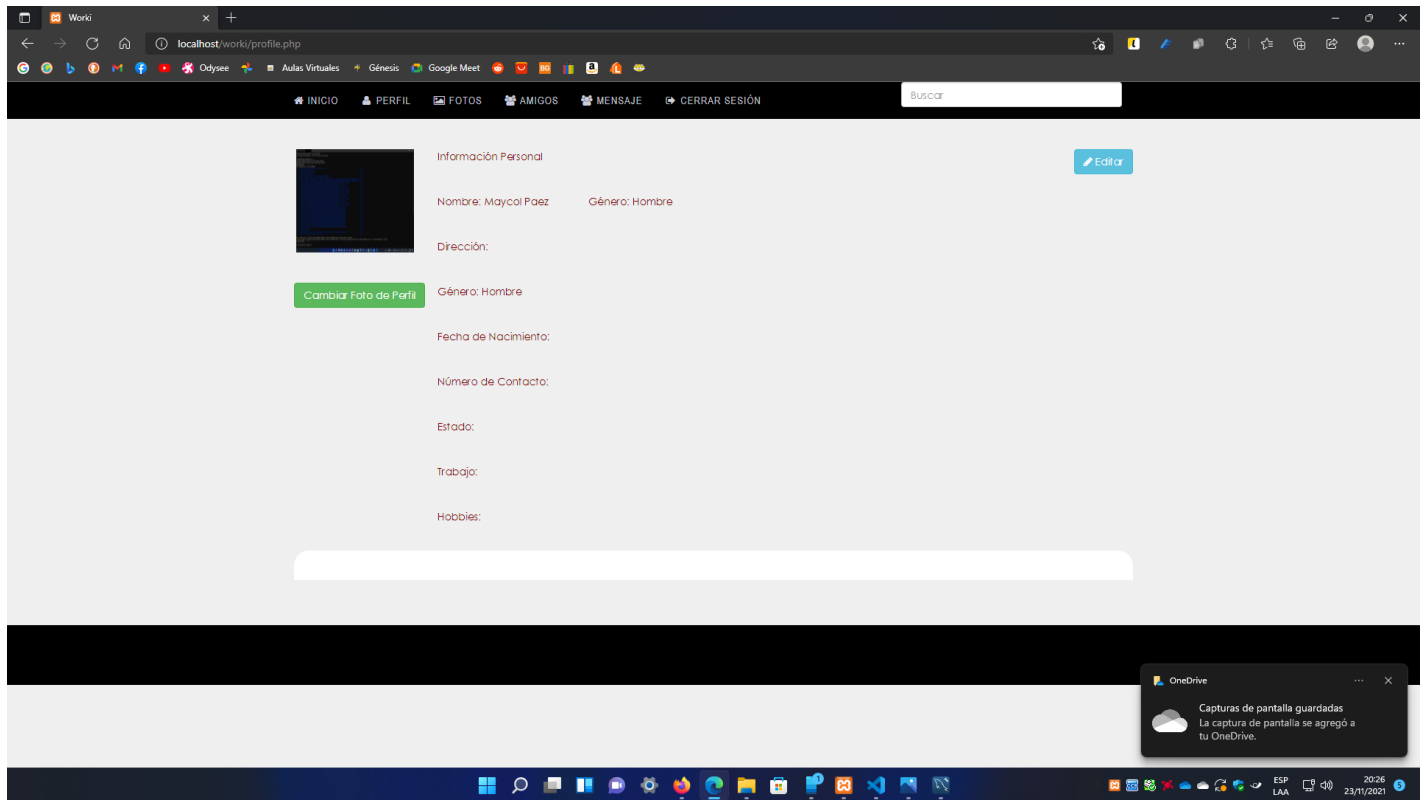 Worki
localhost/worki/profile.php
Odysee Aulas Virtuales Génesis Google Meet
INICIO PERFIL FOTOS AMIGOS MENSAJE CERRAR SESIÓN Buscar
Información Personal
Editar
Nombre: Maycol Paez Género: Hombre
Dirección:
Cambiar Foto de Perfil
Género: Hombre
Fecha de Nacimiento:
Número de Contacto:
Estado:
Trabajo:
Hobbies:
OneDrive
Capturas de pantalla guardadas
La captura de pantalla se agregó a
tu OneDrive.
ESP
LAA
20:26
23/11/2021
5